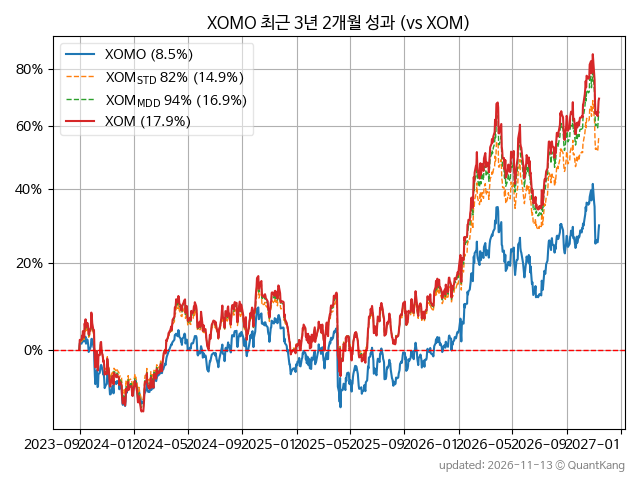 XOMO 최근 3년 2개월 성과 (vs XOM)
XOMO (8.5%)
XOM_STD 82% (14.9%)
XOM_MDD 94% (16.9%)
XOM (17.9%)
80%
60%
40%
20%
0%
2023-09 2024-01 2024-05 2024-09 2025-01 2025-05 2025-09 2026-01 2026-05 2026-09 2027-01
updated: 2026-11-13 © QuantKang